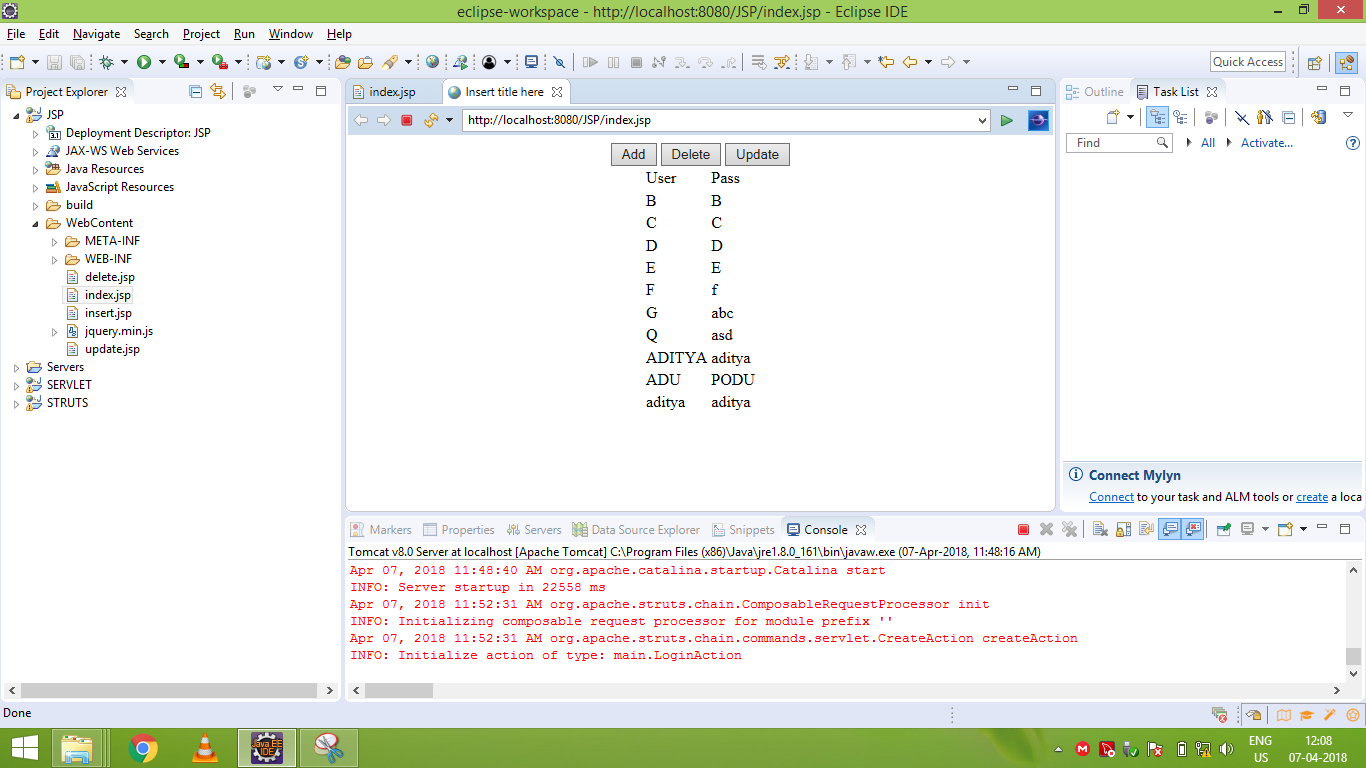 eclipse-workspace - http://localhost:8080/JSP/index.jsp - Eclipse IDE
File Edit Navigate Search Project Run Window Help
Quick Access
Project Explorer
JSP
Deployment Descriptor: JSP
JAX-WS Web Services
Java Resources
JavaScript Resources
build
WebContent
META-INF
WEB-INF
delete.jsp
index.jsp
insert.jsp
jquery.min.js
update.jsp
Servers
SERVLET
STRUTS
index.jsp Insert title here
http://localhost:8080/JSP/index.jsp
Add Delete Update
User Pass
B B
C C
D D
E E
F f
G abc
Q asd
ADITYA aditya
ADU PODU
aditya aditya
Outline Task List
Find All Activate...
Connect Mylyn
Connect to your task and ALM tools or create a loca
Markers Properties Servers Data Source Explorer Snippets Console
Tomcat v8.0 Server at localhost [Apache Tomcat] C:\Program Files (x86)\Java\jre1.8.0_161\bin\javaw.exe (07-Apr-2018, 11:48:16 AM)
Apr 07, 2018 11:48:40 AM org.apache.catalina.startup.Catalina start
INFO: Server startup in 22558 ms
Apr 07, 2018 11:52:31 AM org.apache.struts.chain.ComposableRequestProcessor init
INFO: Initializing composable request processor for module prefix ''
Apr 07, 2018 11:52:31 AM org.apache.struts.chain.commands.servlet.CreateAction createAction
INFO: Initialize action of type: main.LoginAction
Done
Java EE
IDE
ENG
US
12:08
07-04-2018